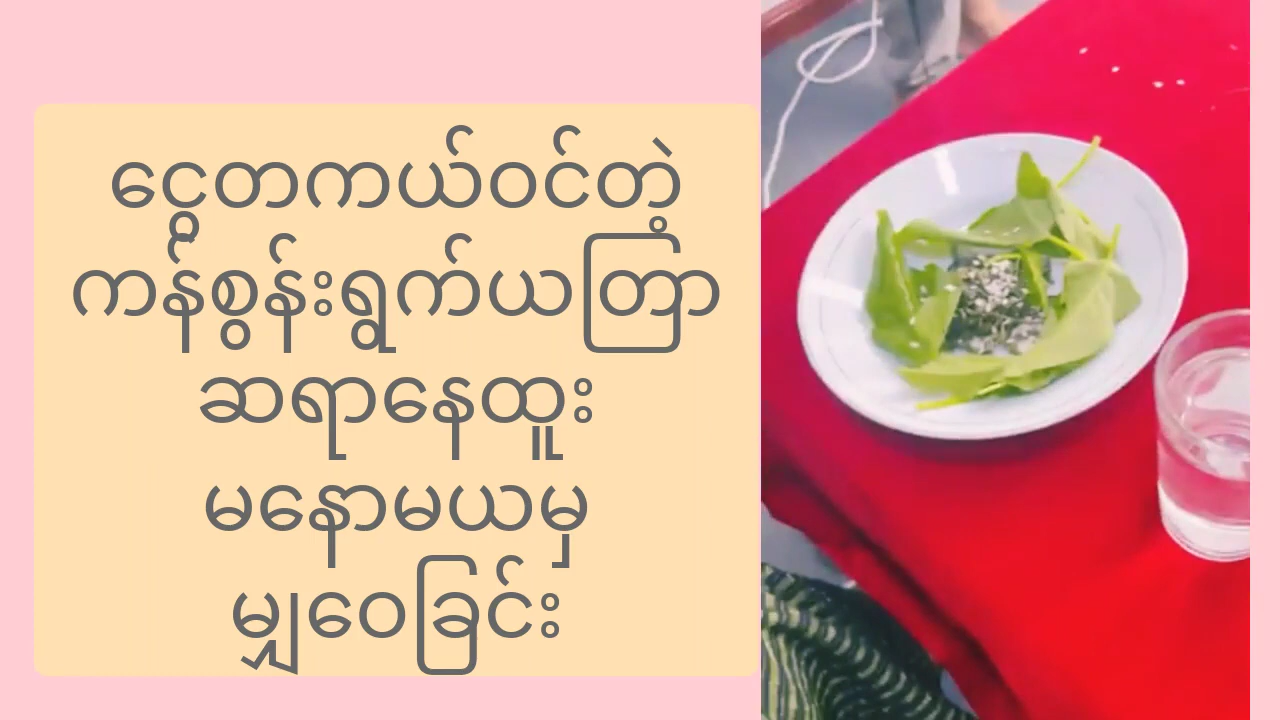 ငွေတကယ်ဝင်တဲ့
ကန်စွန်းရွက်ယတြာ
ဆရာနေထူး
မနောမယမှ
မျှဝေခြင်း